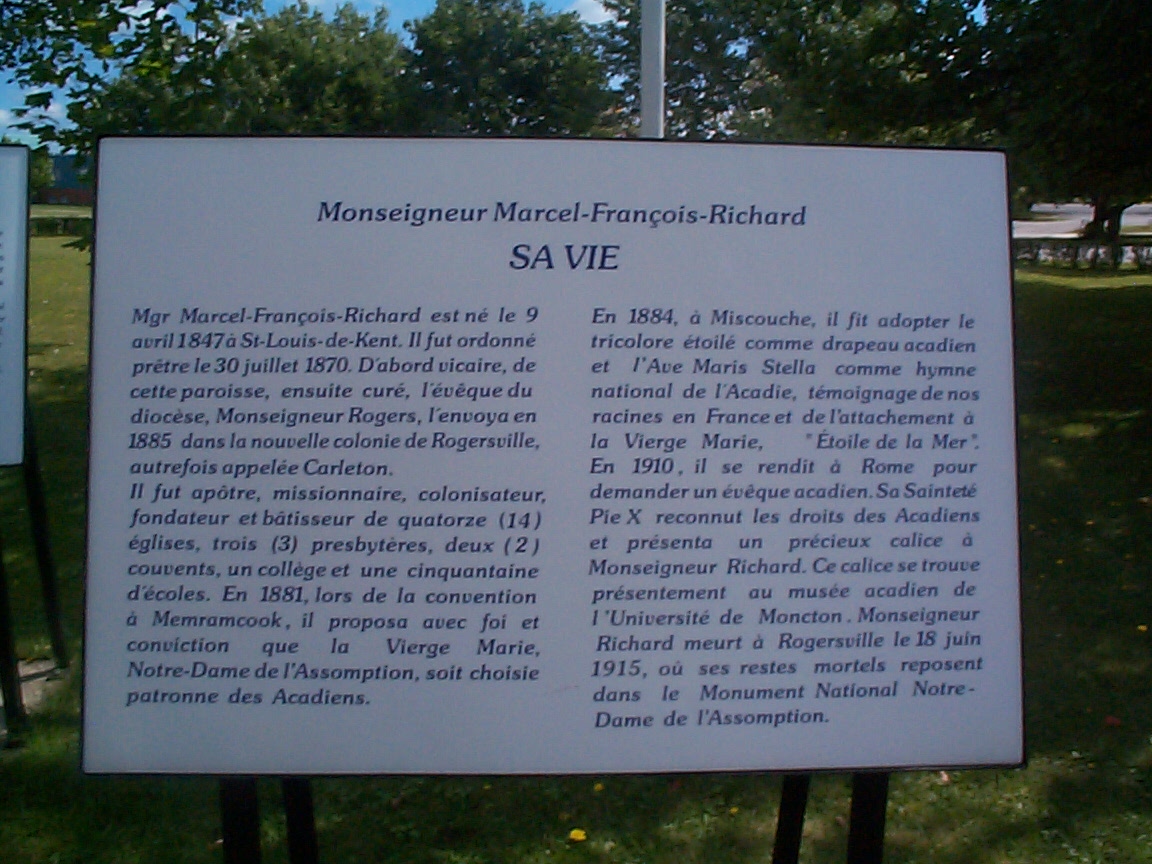 Monseigneur Marcel-François-Richard
SA VIE
Mgr Marcel-François-Richard est né le 9
avril 1847 à St-Louis-de-Kent. Il fut ordonné
prêtre le 30 juillet 1870. D'abord vicaire, de
cette paroisse, ensuite curé, l'évêque du
diocèse, Monseigneur Rogers, l'envoya en
1885 dans la nouvelle colonie de Rogersville,
autrefois appelée Carleton.
Il fut apôtre, missionnaire, colonisateur,
fondateur et bâtisseur de quatorze (14)
églises, trois (3) presbytères, deux (2)
couvents, un collège et une cinquantaine
d'écoles. En 1881, lors de la convention
à Memramcook, il proposa avec foi et
conviction que la Vierge Marie,
Notre-Dame de l'Assomption, soit choisie
patronne des Acadiens.
En 1884, à Miscouche, il fit adopter le
tricolore étoilé comme drapeau acadien
et l'Ave Maris Stella comme hymne
national de l'Acadie, témoignage de nos
racines en France et de l'attachement à
la Vierge Marie, "Étoile de la Mer".
En 1910, il se rendit à Rome pour
demander un évêque acadien. Sa Sainteté
Pie X reconnut les droits des Acadiens
et présenta un précieux calice à
Monseigneur Richard. Ce calice se trouve
présentement au musée acadien de
l'Université de Moncton. Monseigneur
Richard meurt à Rogersville le 18 juin
1915, où ses restes mortels reposent
dans le Monument National Notre-
Dame de l'Assomption.